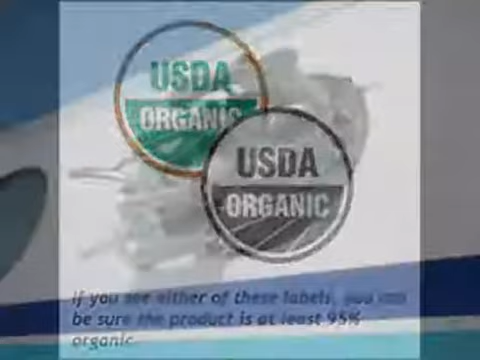 USDA
ORGANIC
USDA
ORGANIC
if you see either of these labels, you can
be sure the product is at least 95%
organic